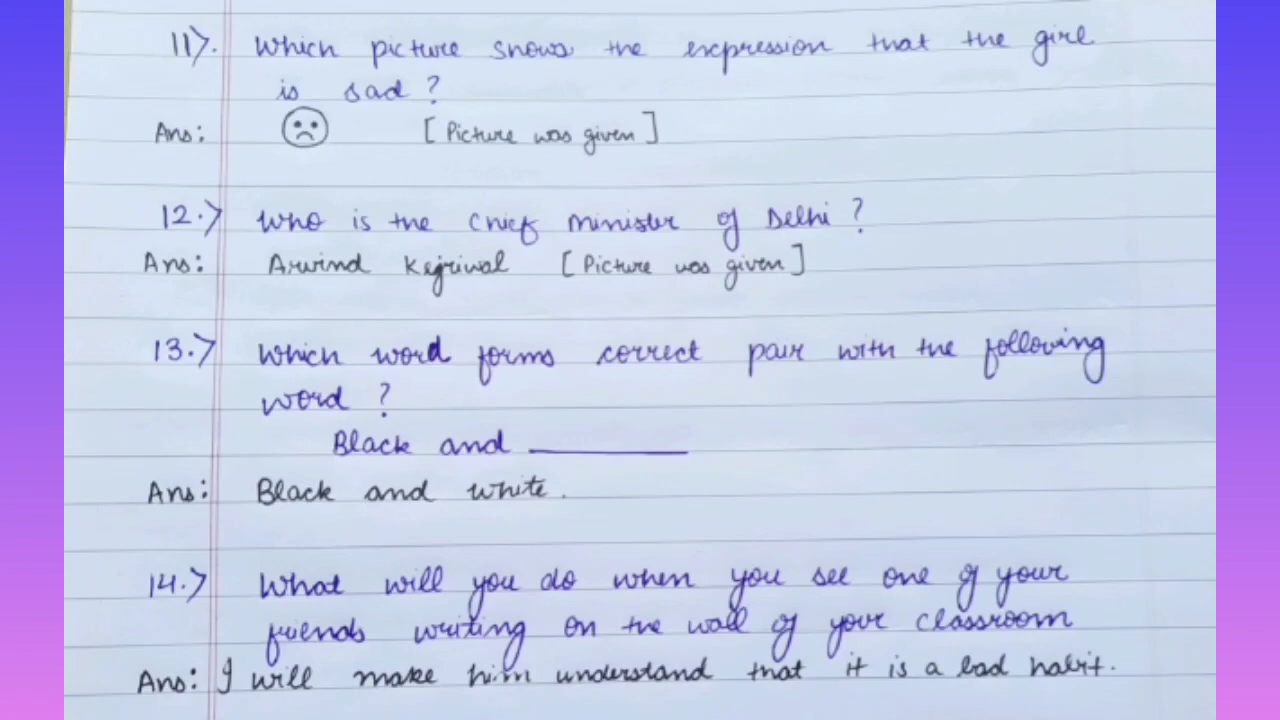 11). Which picture shows the expression that the girl
is sad ?
Ans: [Picture was given]
12.) Who is the Chief Minister of Delhi ?
Ans: Arvind Kejriwal [Picture was given]
13.) Which word forms correct pair with the following
word ?
Black and ________
Ans: Black and white.
14.) What will you do when you see one of your
friends writing on the wall of your classroom
Ans: I will make him understand that it is a bad habit.